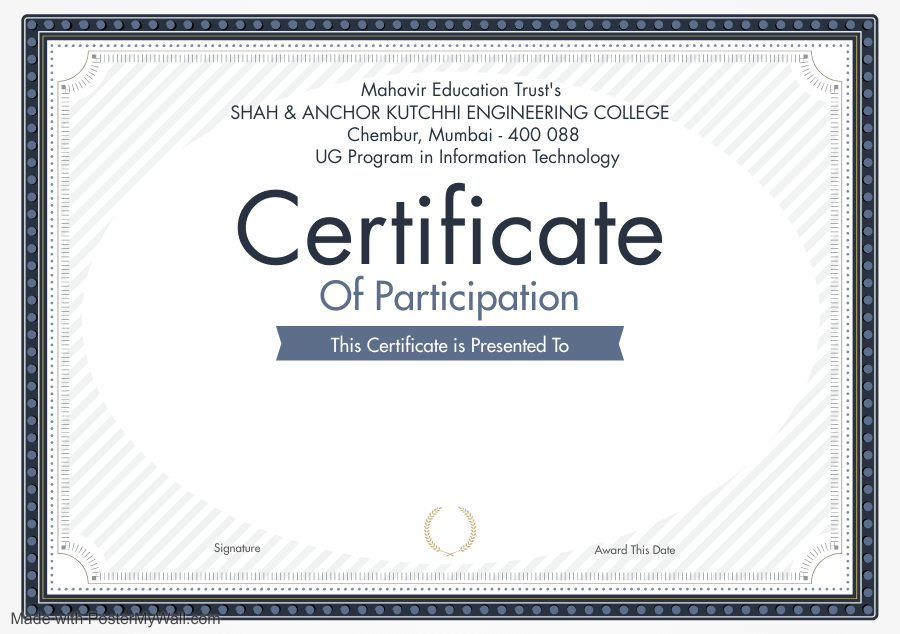 Mahavir Education Trust's
SHAH & ANCHOR KUTCHHI ENGINEERING COLLEGE
Chembur, Mumbai - 400 088
UG Program in Information Technology
Certificate
Of Participation
This Certificate is Presented To
Signature
Award This Date
Made with PosterMyWall.com